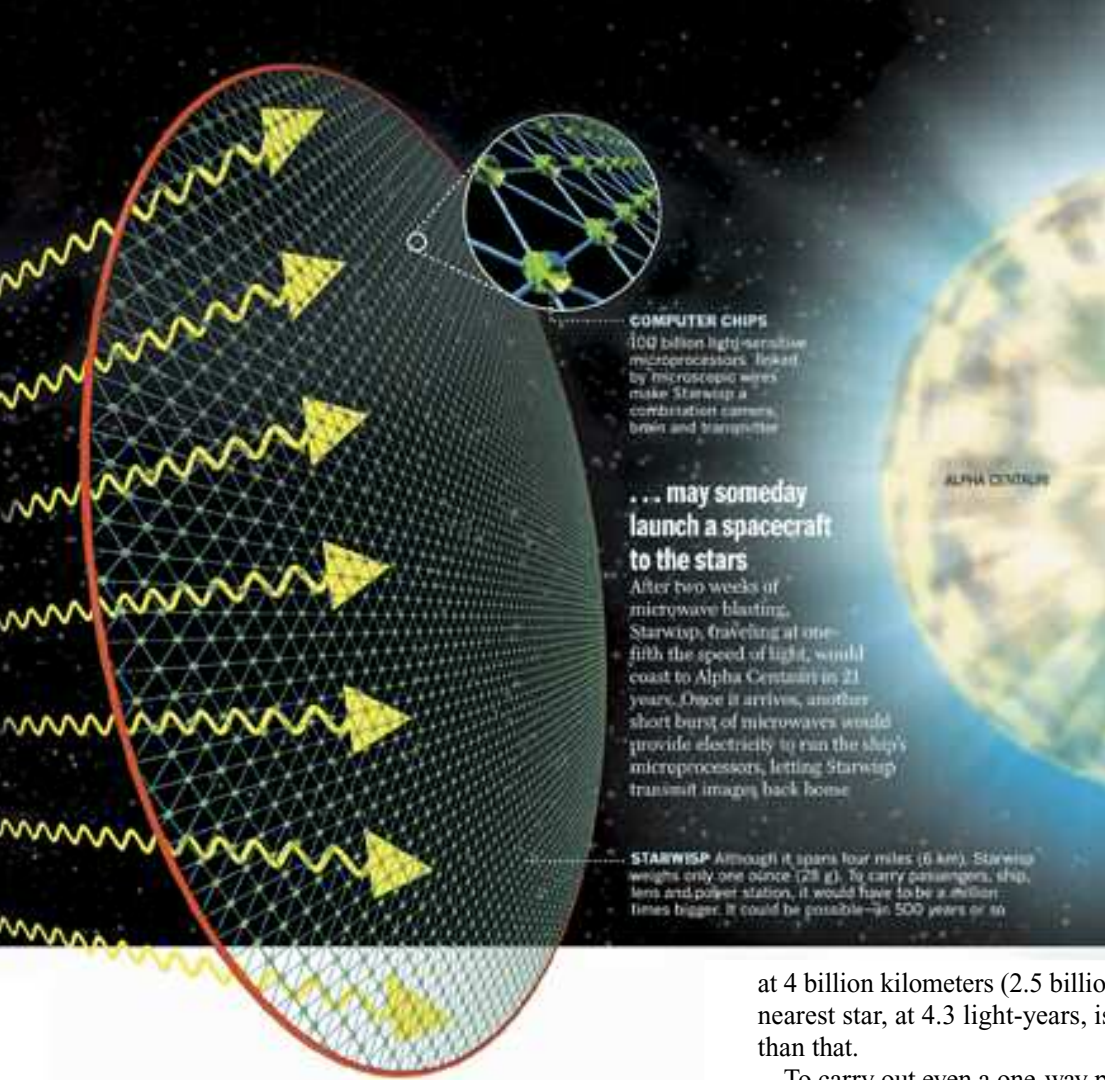 COMPUTER CHIPS
100 billion light-sensitive
microprocessors linked
by microscopic wires
make Starwisp a
combination camera,
brain and transmitter
... may someday
launch a spacecraft
to the stars
After two weeks of
microwave blasting,
Starwisp, traveling at one-
fifth the speed of light, would
coast to Alpha Centauri in 21
years. Once it arrives, another
short burst of microwaves would
provide electricity to run the ship's
microprocessors, letting Starwisp
transmit images back home
ALPHA CENTAURI
STARWISP Although it spans four miles (6 km), Starwisp
weighs only one ounce (28 g). To carry passengers, ship,
lens and power station, it would have to be a million
times bigger. It could be possible—in 500 years or so
at 4 billion kilometers (2.5 billio
nearest star, at 4.3 light-years, is
than that.
To carry out even a one-way